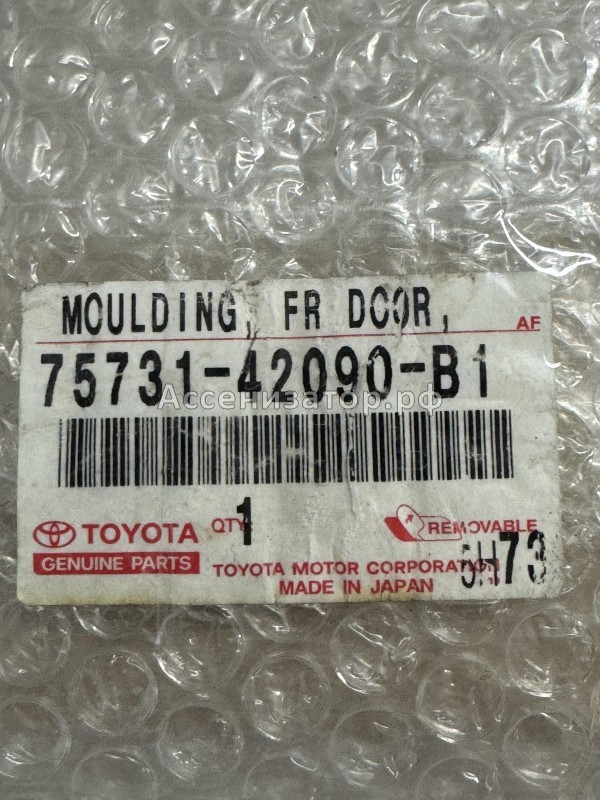 MOULDING, FR DOOR,
AF
75731-42090-B1
Ассенизатор.рф
TOYOTA
GENUINE PARTS
QTY 1
REMOVABLE
TOYOTA MOTOR CORPORATION
5H73
MADE IN JAPAN